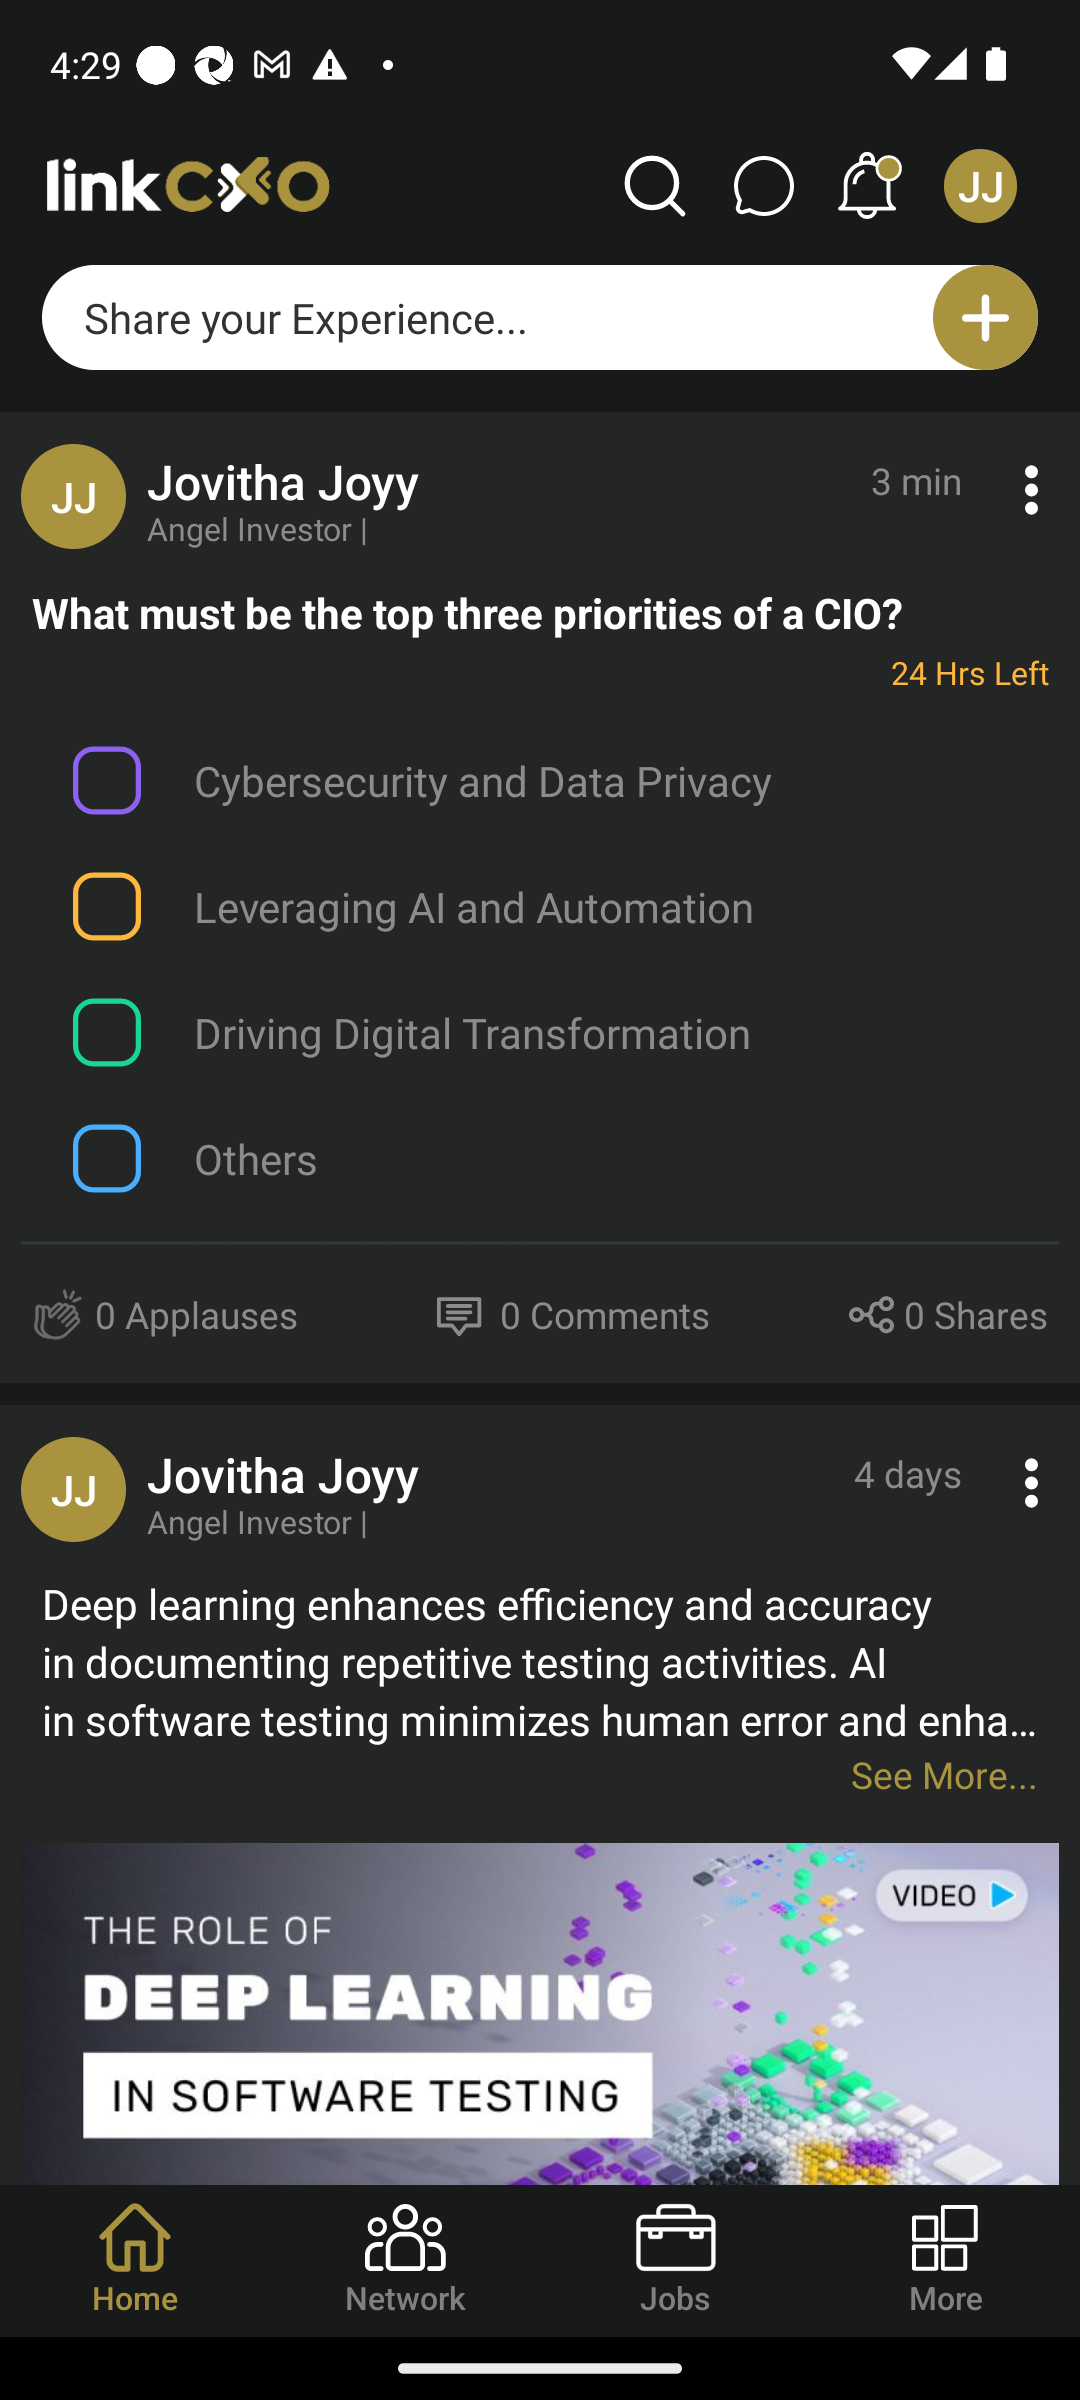 4:29
linkCXO
JJ
Share your Experience...
JJ
Jovitha Joyy
3 min
Angel Investor |
What must be the top three priorities of a CIO?
24 Hrs Left
Cybersecurity and Data Privacy
Leveraging AI and Automation
Driving Digital Transformation
Others
0 Applauses
0 Comments
0 Shares
JJ
Jovitha Joyy
4 days
Angel Investor |
Deep learning enhances efficiency and accuracy
in documenting repetitive testing activities. AI
in software testing minimizes human error and enha...
See More...
VIDEO
THE ROLE OF
DEEP LEARNING
IN SOFTWARE TESTING
Home
Network
Jobs
More